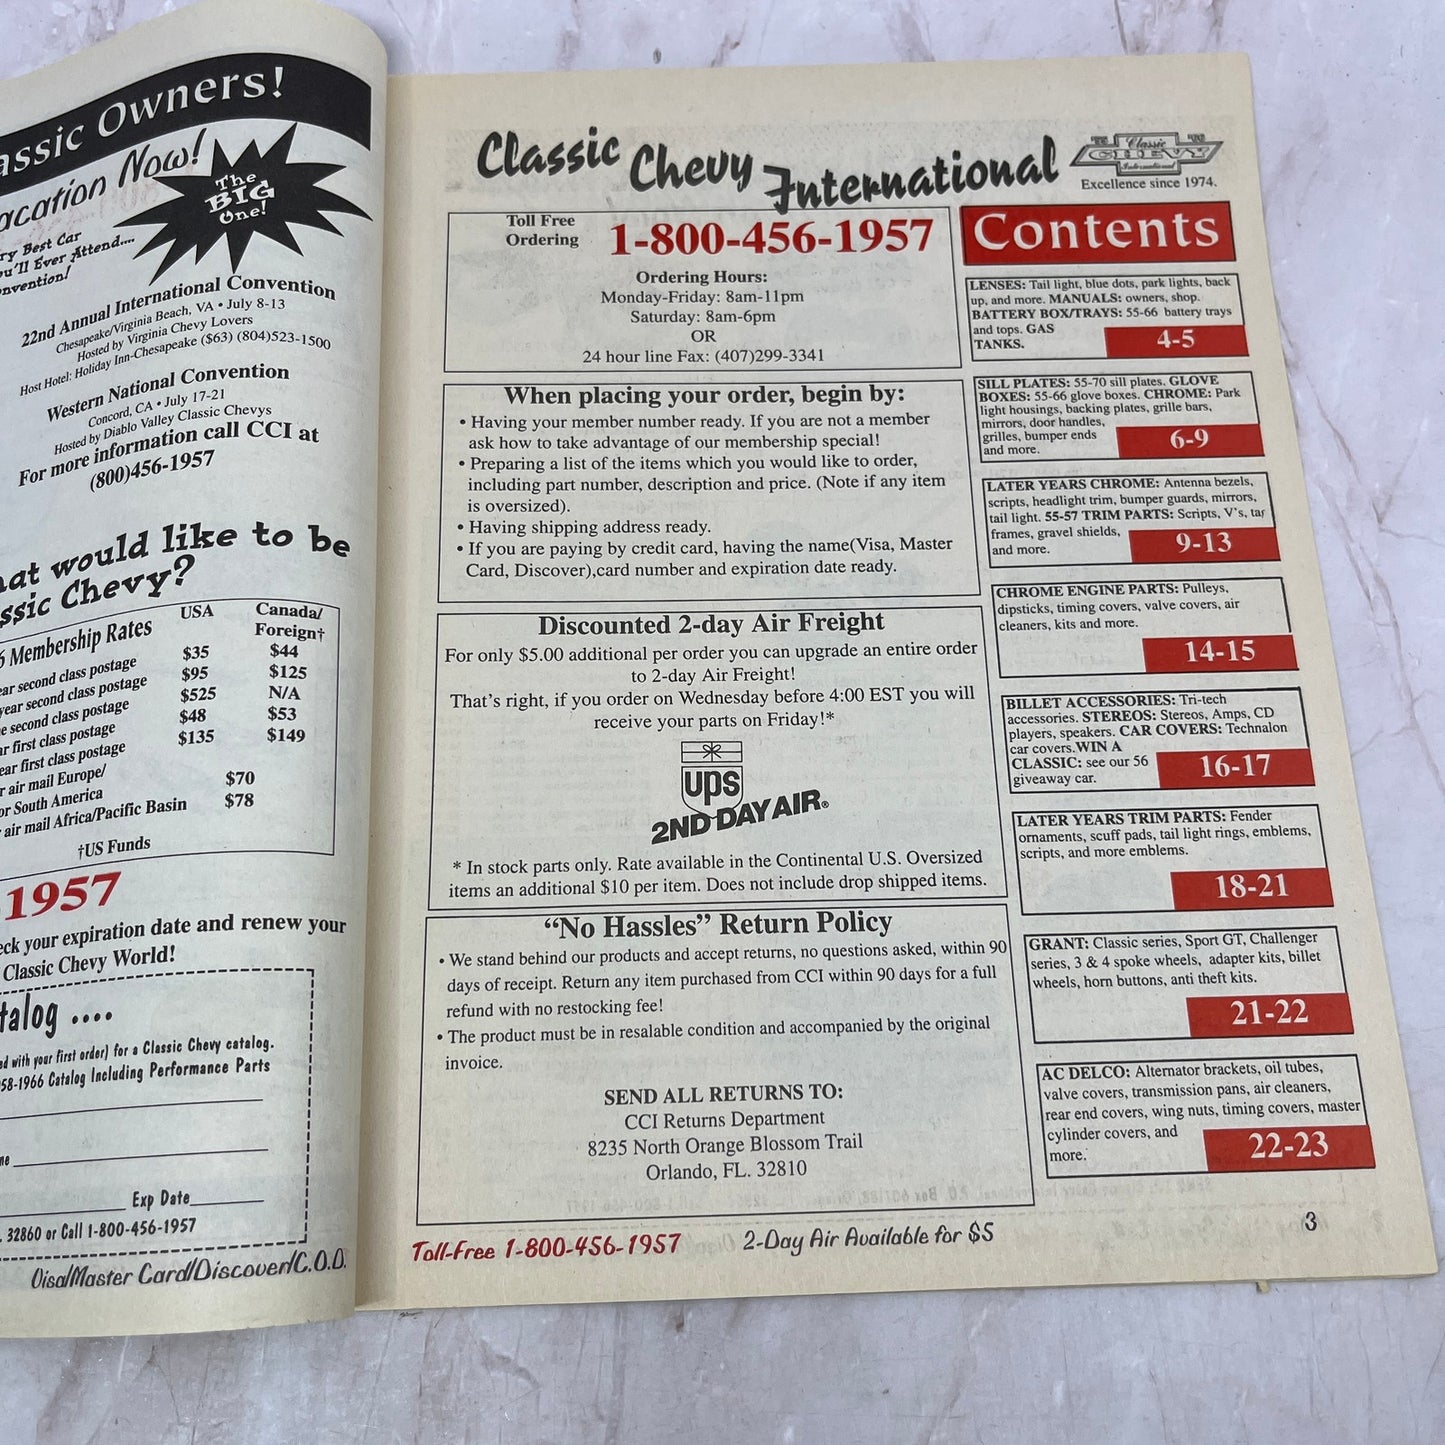 Owners!
Now!
The
BIG
One!
Best Car
Ever Attend....
22nd Annual International Convention
Chesapeake/Virginia Beach, VA • July 8-13
Hosted by Virginia Chevy Lovers
Host Hotel: Holiday Inn-Chesapeake ($63) (804)523-1500
Western National Convention
Concord, CA • July 17-21
Hosted by Diablo Valley Classic Chevys
For more information call CCI at
(800)456-1957
would like to be
Chevy?
Membership Rates
USA Canada/
Foreign†
second class postage $35 $44
second class postage $95 $125
second class postage $525 N/A
first class postage $48 $53
first class postage $135 $149
air mail Europe/
South America $70
air mail Africa/Pacific Basin $78
†US Funds
1957
your expiration date and renew your
Classic Chevy World!
with your first order) for a Classic Chevy catalog.
Catalog Including Performance Parts
Exp Date
32860 or Call 1-800-456-1957
Visa/Master Card/Discover/C.O.D.
Classic Chevy International
Classic
CHEVY
International
Excellence since 1974.
Toll Free
Ordering
1-800-456-1957
Ordering Hours:
Monday-Friday: 8am-11pm
Saturday: 8am-6pm
OR
24 hour line Fax: (407)299-3341
When placing your order, begin by:
• Having your member number ready. If you are not a member
ask how to take advantage of our membership special!
• Preparing a list of the items which you would like to order,
including part number, description and price. (Note if any item
is oversized).
• Having shipping address ready.
• If you are paying by credit card, having the name(Visa, Master
Card, Discover),card number and expiration date ready.
Discounted 2-day Air Freight
For only $5.00 additional per order you can upgrade an entire order
to 2-day Air Freight!
That's right, if you order on Wednesday before 4:00 EST you will
receive your parts on Friday!*
ups
2ND DAY AIR®
* In stock parts only. Rate available in the Continental U.S. Oversized
items an additional $10 per item. Does not include drop shipped items.
"No Hassles" Return Policy
• We stand behind our products and accept returns, no questions asked, within 90
days of receipt. Return any item purchased from CCI within 90 days for a full
refund with no restocking fee!
• The product must be in resalable condition and accompanied by the original
invoice.
SEND ALL RETURNS TO:
CCI Returns Department
8235 North Orange Blossom Trail
Orlando, FL. 32810
Toll-Free 1-800-456-1957 2-Day Air Available for $5
Contents
LENSES: Tail light, blue dots, park lights, back
up, and more. MANUALS: owners, shop.
BATTERY BOX/TRAYS: 55-66 battery trays
and tops. GAS
TANKS.
4-5
SILL PLATES: 55-70 sill plates. GLOVE
BOXES: 55-66 glove boxes. CHROME: Park
light housings, backing plates, grille bars,
mirrors, door handles,
grilles, bumper ends
and more.
6-9
LATER YEARS CHROME: Antenna bezels,
scripts, headlight trim, bumper guards, mirrors,
tail light. 55-57 TRIM PARTS: Scripts, V's, tar
frames, gravel shields,
and more.
9-13
CHROME ENGINE PARTS: Pulleys,
dipsticks, timing covers, valve covers, air
cleaners, kits and more.
14-15
BILLET ACCESSORIES: Tri-tech
accessories. STEREOS: Stereos, Amps, CD
players, speakers. CAR COVERS: Technalon
car covers.WIN A
CLASSIC: see our 56
giveaway car.
16-17
LATER YEARS TRIM PARTS: Fender
ornaments, scuff pads, tail light rings, emblems,
scripts, and more emblems.
18-21
GRANT: Classic series, Sport GT, Challenger
series, 3 & 4 spoke wheels, adapter kits, billet
wheels, horn buttons, anti theft kits.
21-22
AC DELCO: Alternator brackets, oil tubes,
valve covers, transmission pans, air cleaners,
rear end covers, wing nuts, timing covers, master
cylinder covers, and
more.
22-23
3